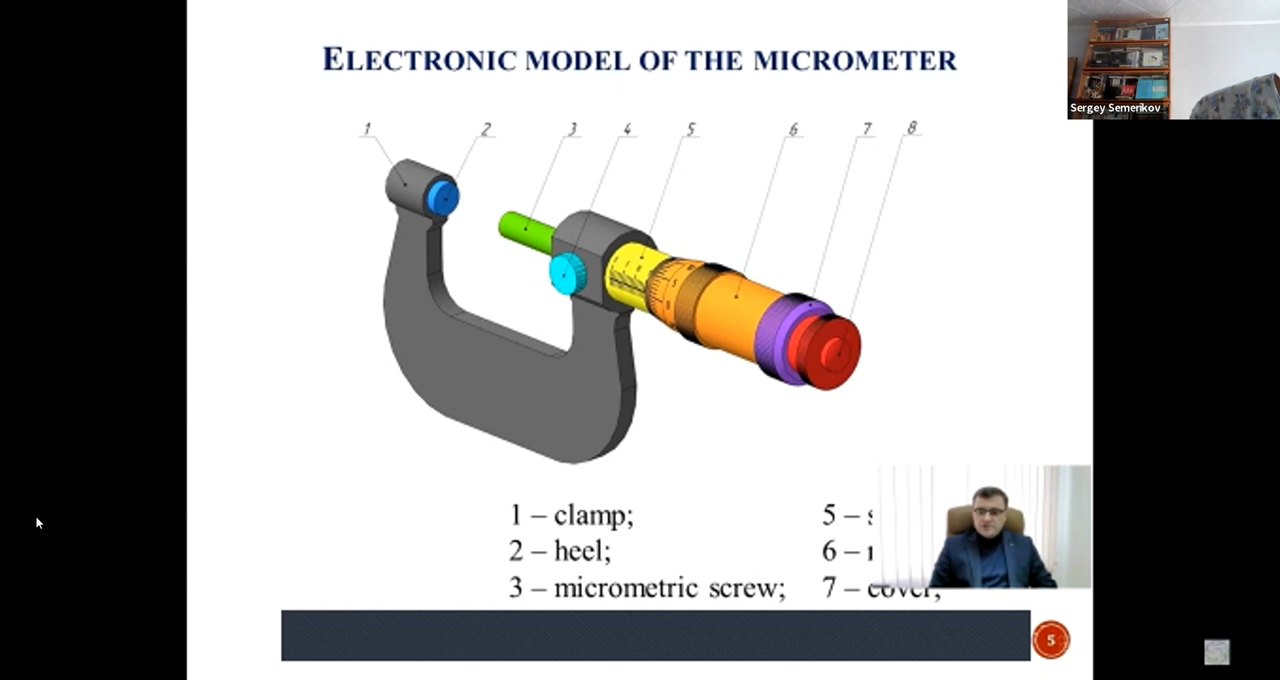 ELECTRONIC MODEL OF THE MICROMETER
Sergey Semerikov
1 2 3 4 5 6 7 8
1 – clamp;
2 – heel;
3 – micrometric screw;
5 –
6 –
7 – cover;
5